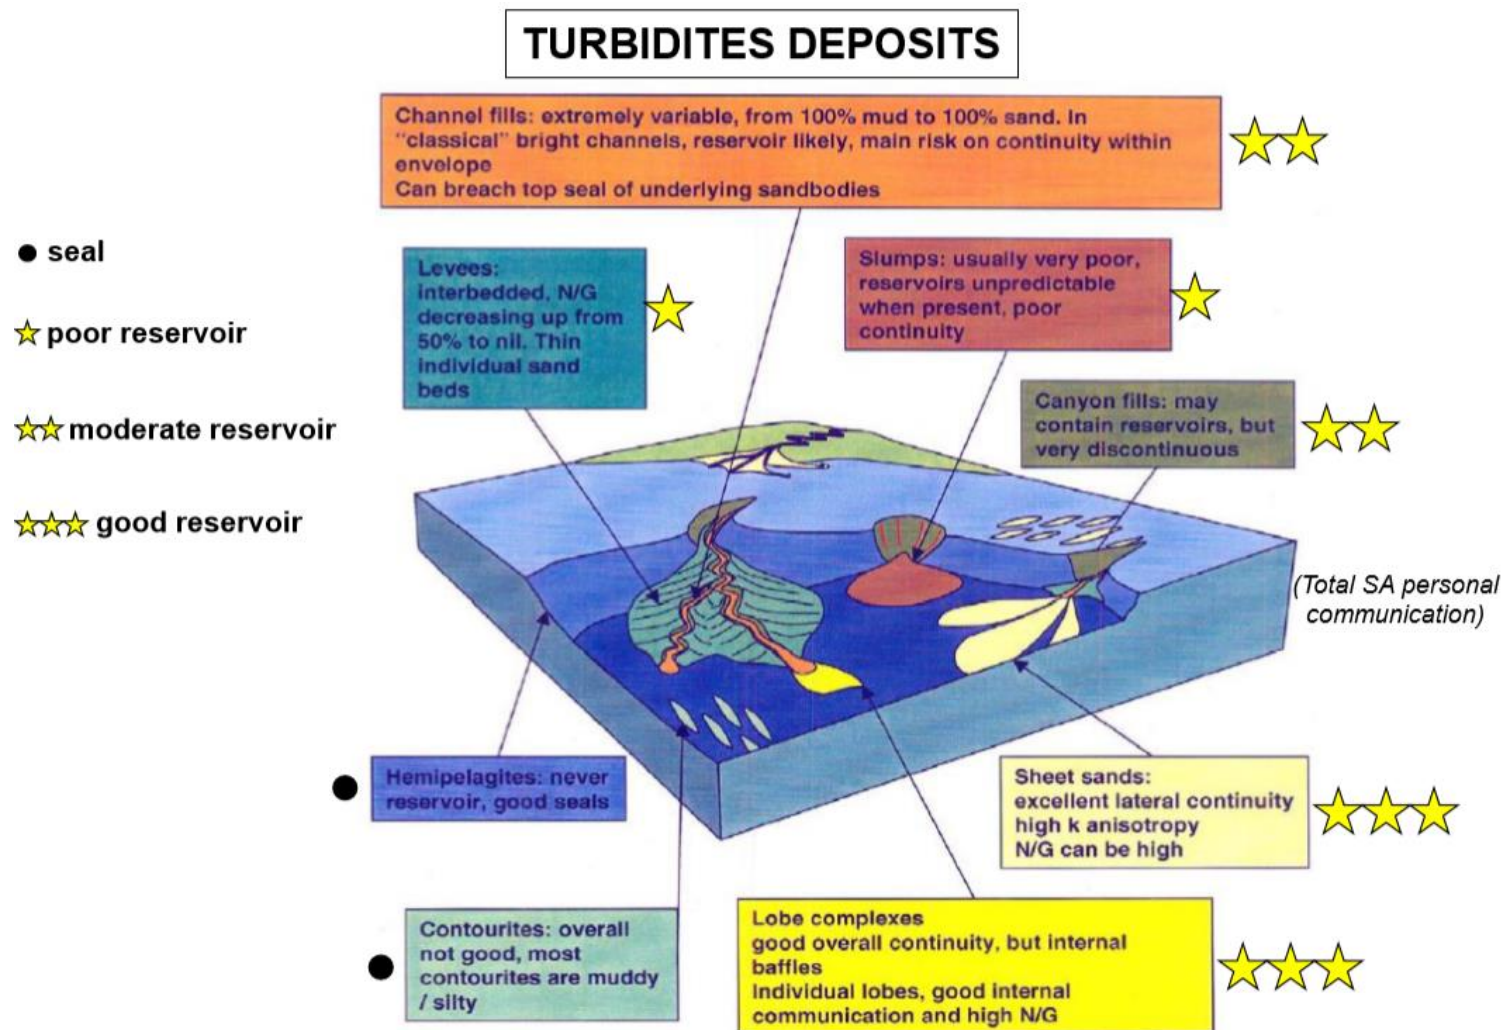 TURBIDITES DEPOSITS
Channel fills: extremely variable, from 100% mud to 100% sand. In
"classical" bright channels, reservoir likely, main risk on continuity within
envelope
Can breach top seal of underlying sandbodies
seal
poor reservoir
moderate reservoir
good reservoir
Levees:
interbedded, N/G
decreasing up from
50% to nil. Thin
individual sand
beds
Slumps: usually very poor,
reservoirs unpredictable
when present, poor
continuity
Canyon fills: may
contain reservoirs, but
very discontinuous
(Total SA personal
communication)
Hemipelagites: never
reservoir, good seals
Sheet sands:
excellent lateral continuity
high k anisotropy
N/G can be high
Contourites: overall
not good, most
contourites are muddy
/ silty
Lobe complexes
good overall continuity, but internal
baffles
Individual lobes, good internal
communication and high N/G